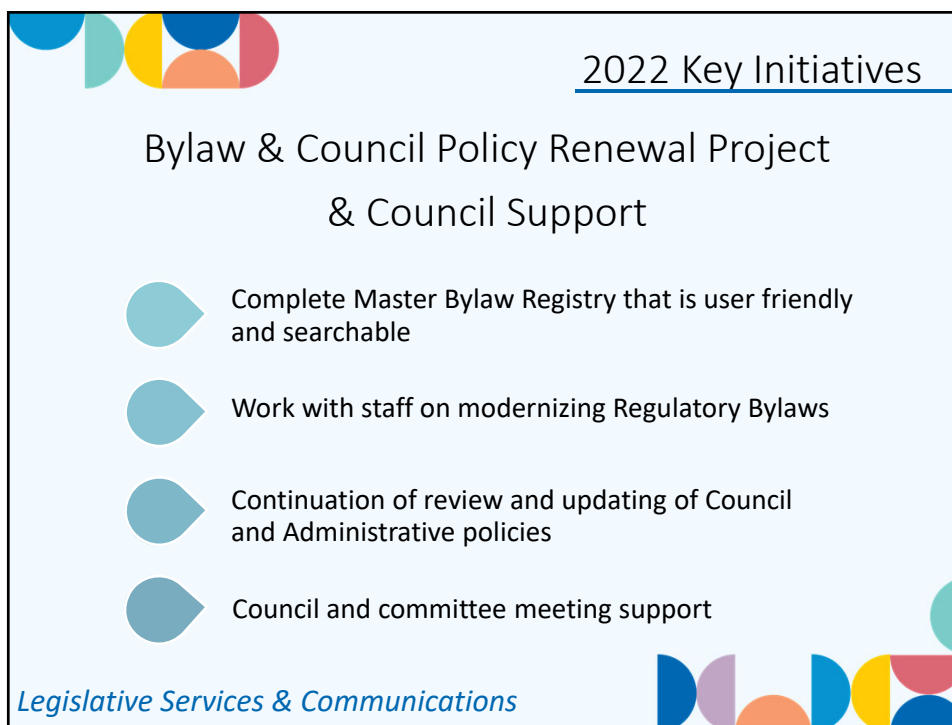 2022 Key Initiatives
Bylaw & Council Policy Renewal Project
& Council Support
Complete Master Bylaw Registry that is user friendly
and searchable
Work with staff on modernizing Regulatory Bylaws
Continuation of review and updating of Council
and Administrative policies
Council and committee meeting support
Legislative Services & Communications